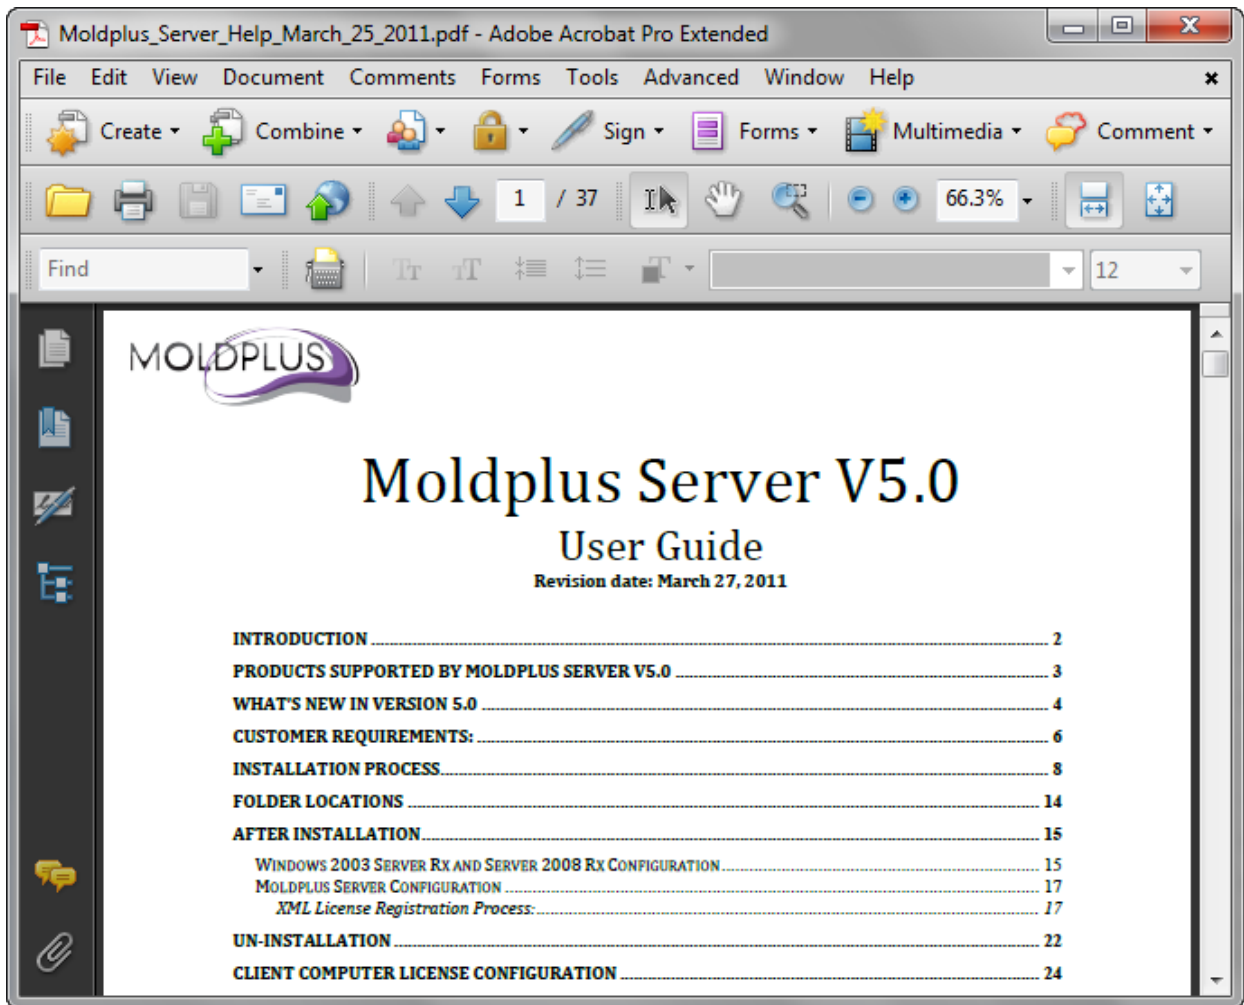 Moldplus_Server_Help_March_25_2011.pdf - Adobe Acrobat Pro Extended
File Edit View Document Comments Forms Tools Advanced Window Help
Create Combine Sign Forms Multimedia Comment
1 / 37 66.3%
Find 12
MOLDPLUS
Moldplus Server V5.0
User Guide
Revision date: March 27, 2011
INTRODUCTION 2
PRODUCTS SUPPORTED BY MOLDPLUS SERVER V5.0 3
WHAT'S NEW IN VERSION 5.0 4
CUSTOMER REQUIREMENTS: 6
INSTALLATION PROCESS 8
FOLDER LOCATIONS 14
AFTER INSTALLATION 15
WINDOWS 2003 SERVER RX AND SERVER 2008 RX CONFIGURATION 15
MOLDPLUS SERVER CONFIGURATION 17
XML License Registration Process: 17
UN-INSTALLATION 22
CLIENT COMPUTER LICENSE CONFIGURATION 24